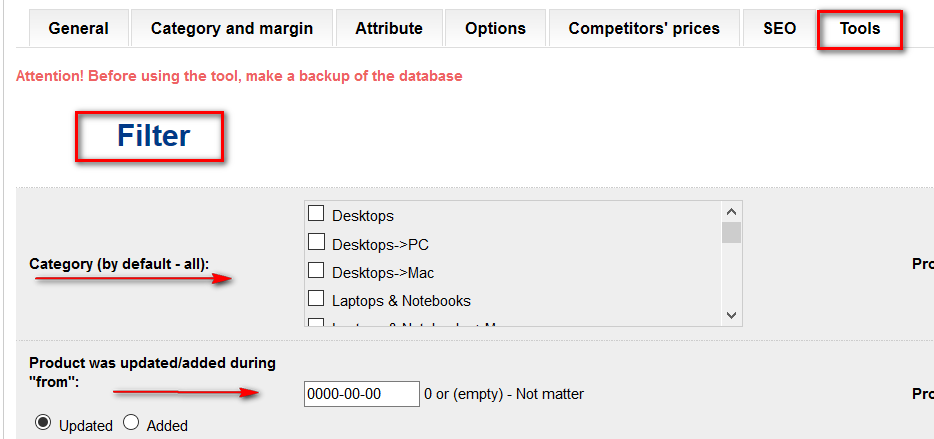 General Category and margin Attribute Options Competitors' prices SEO Tools
Attention! Before using the tool, make a backup of the database
Filter
Desktops
Desktops->PC
Category (by default - all):
Pro
Desktops->Mac
Laptops & Notebooks
Product was updated/added during
"from":
0000-00-00 0 or (empty) - Not matter
Pro
Updated Added